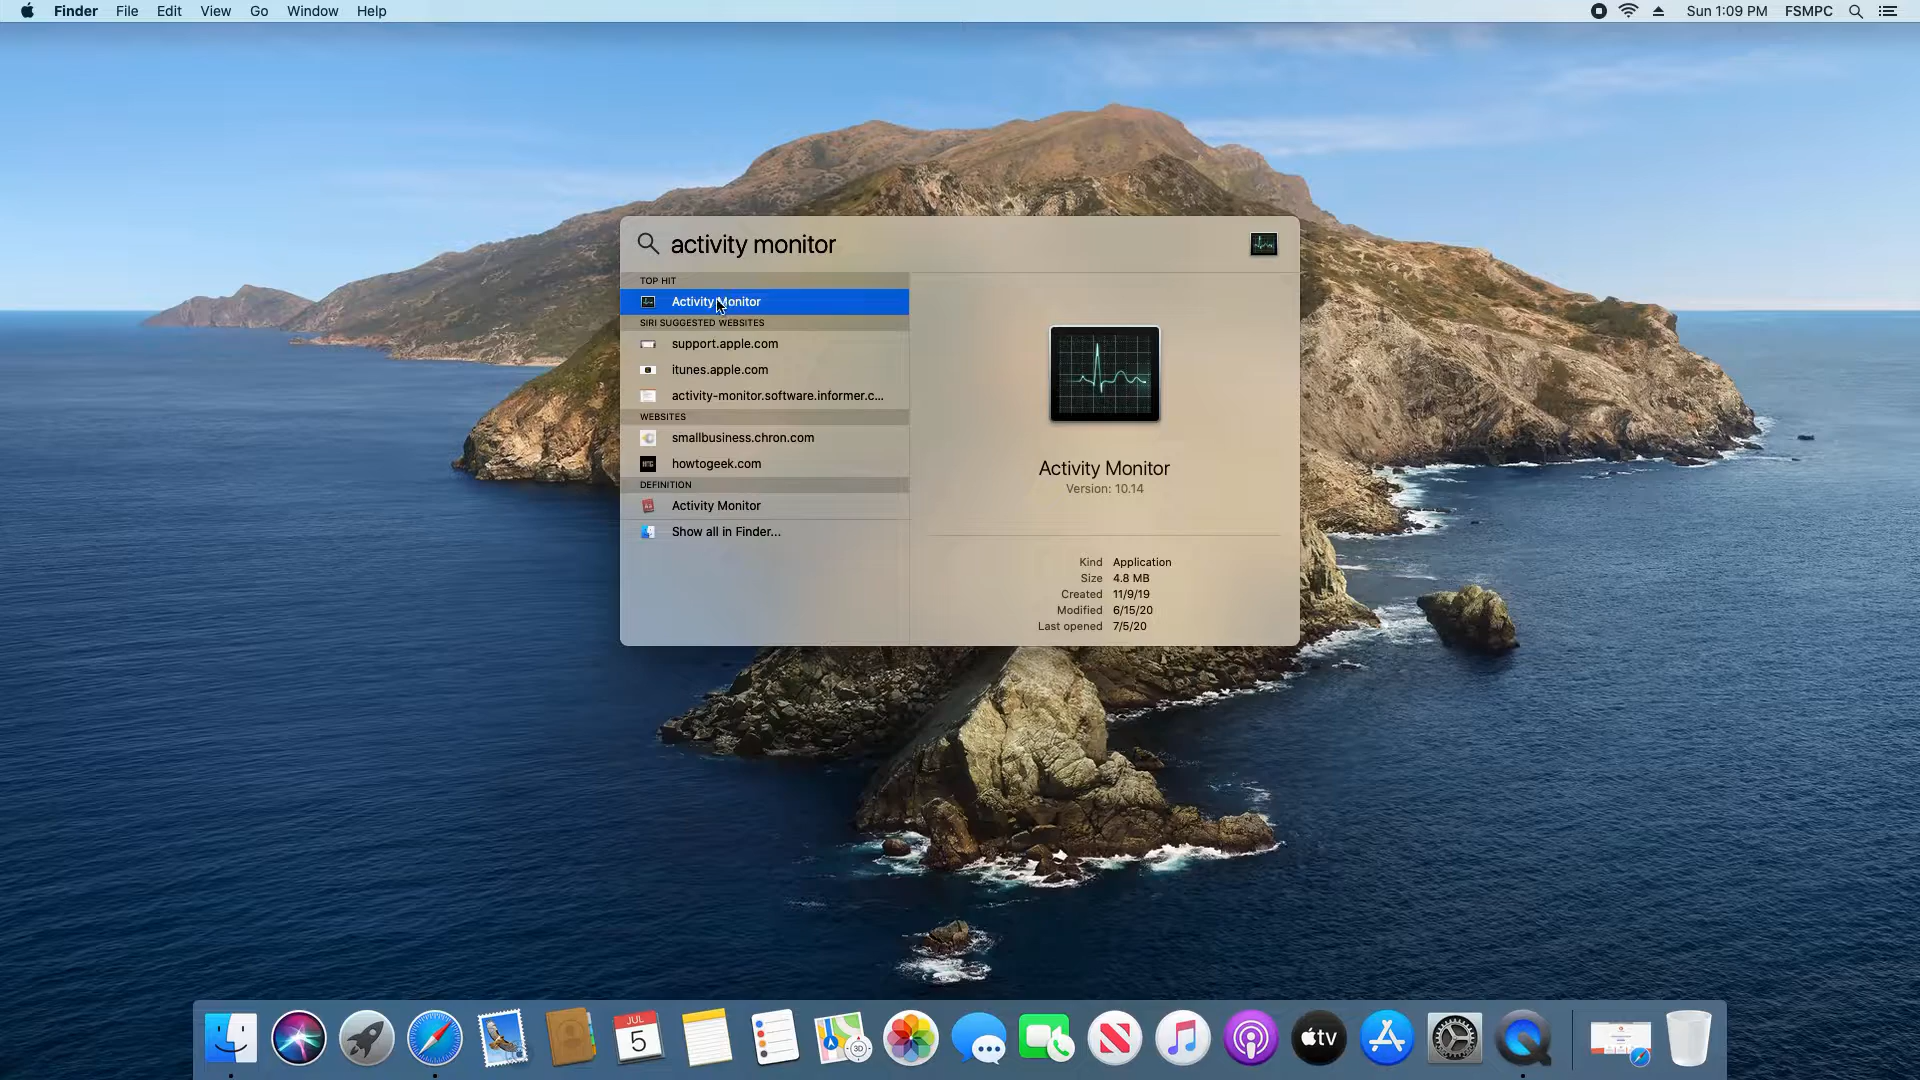 Finder File Edit View Go Window Help
Sun 1:09 PM FSMPC
activity monitor
TOP HIT
Activity Monitor
SIRI SUGGESTED WEBSITES
support.apple.com
itunes.apple.com
activity-monitor.software.informer.c...
WEBSITES
smallbusiness.chron.com
howtogeek.com
DEFINITION
Activity Monitor
Show all in Finder...
Activity Monitor
Version: 10.14
Kind Application
Size 4.8 MB
Created 11/9/19
Modified 6/15/20
Last opened 7/5/20
JUL
5
3D
tv